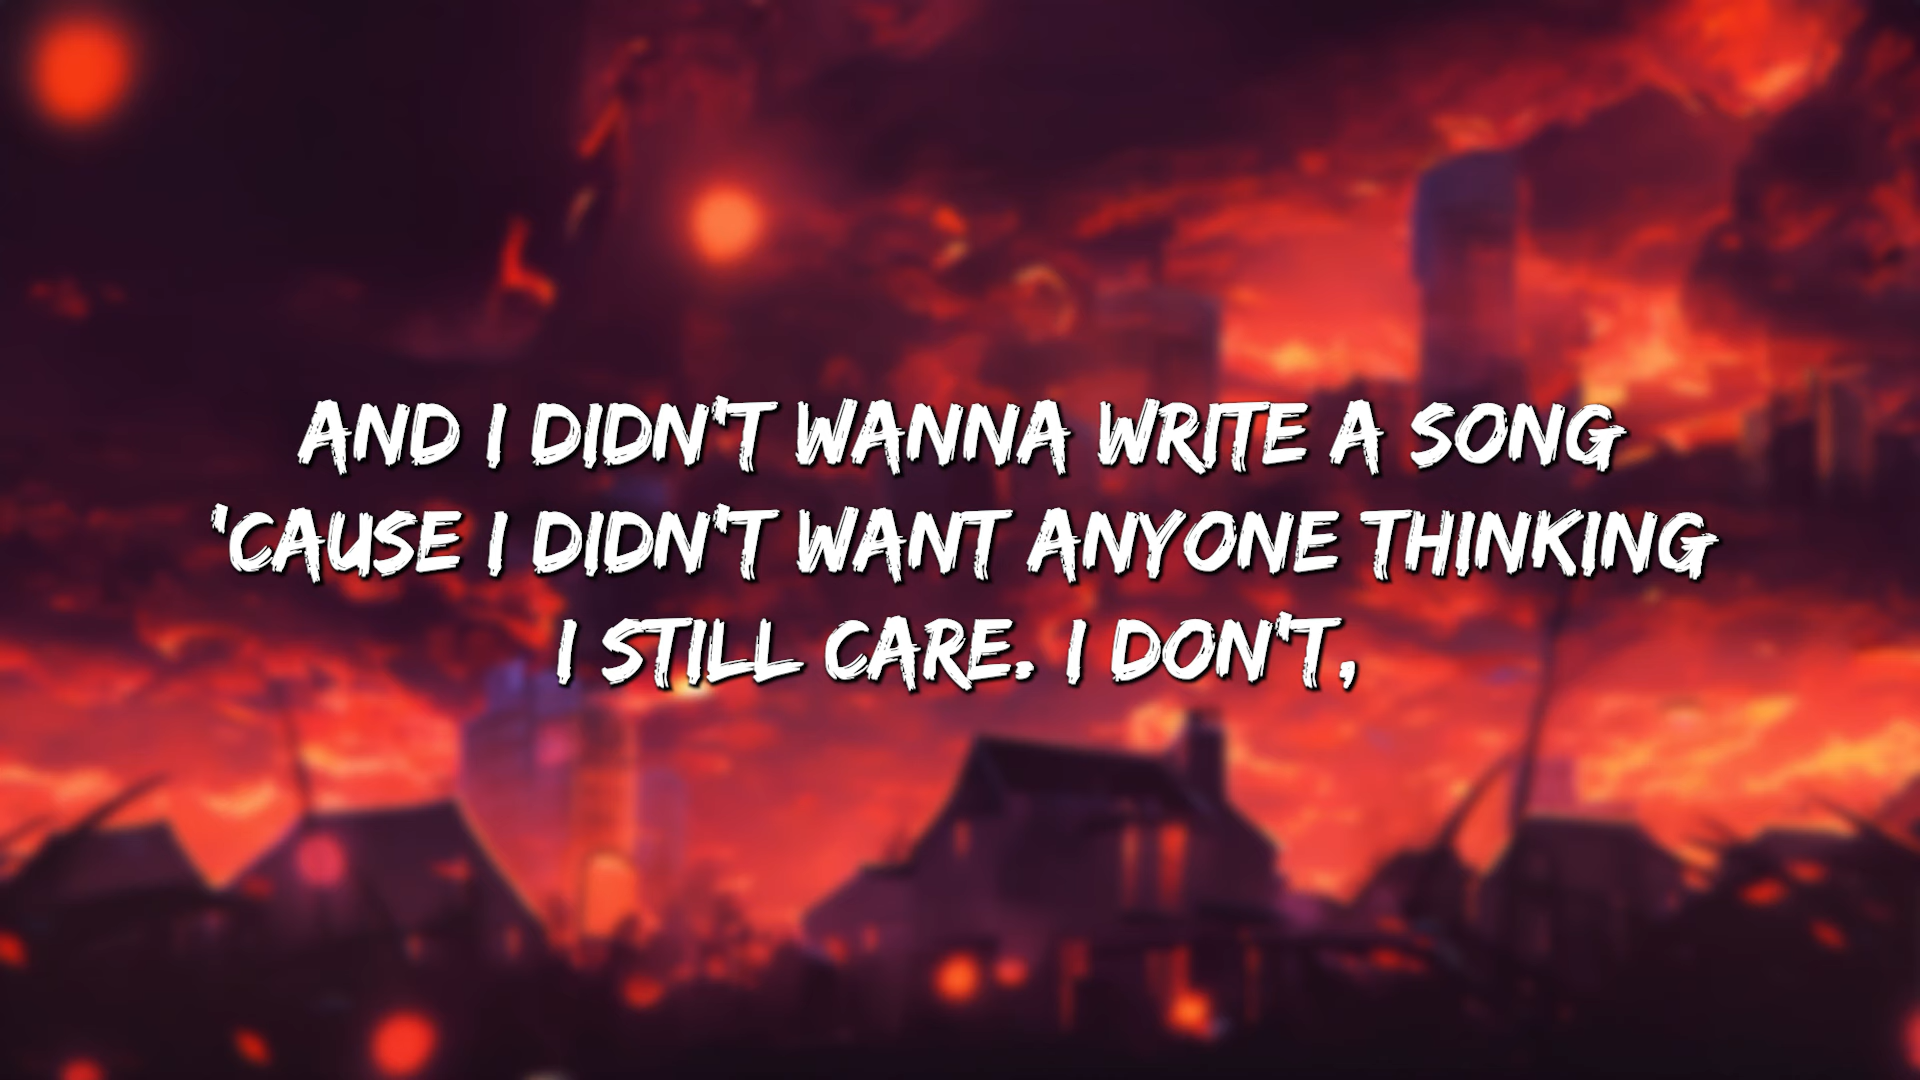 AND I DIDN'T WANNA WRITE A SONG
'CAUSE I DIDN'T WANT ANYONE THINKING
I STILL CARE. I DON'T,